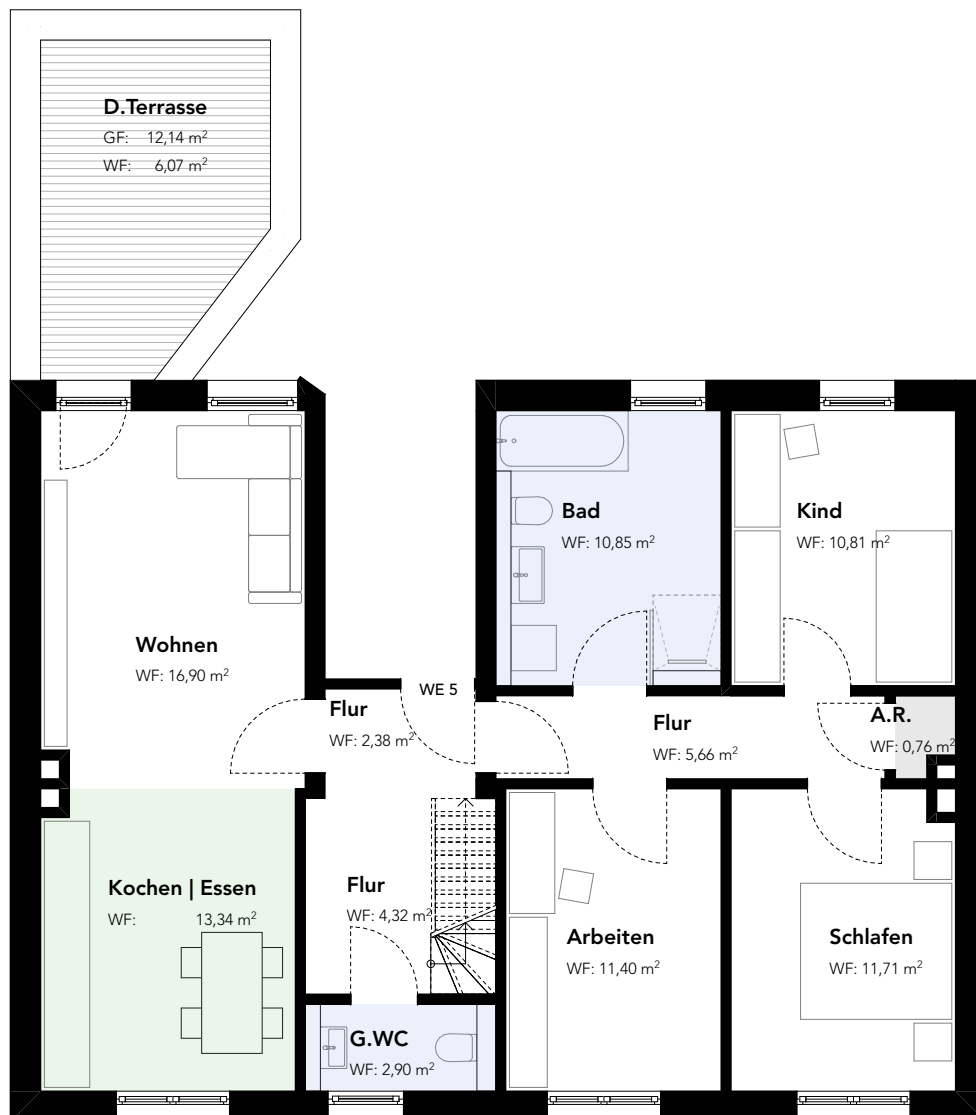 D.Terrasse
GF: 12,14 m²
WF: 6,07 m²
Bad
WF: 10,85 m²
Kind
WF: 10,81 m²
Wohnen
WF: 16,90 m²
WE 5
Flur
WF: 2,38 m²
Flur
WF: 5,66 m²
A.R.
WF: 0,76 m²
Kochen | Essen
WF: 13,34 m²
Flur
WF: 4,32 m²
Arbeiten
WF: 11,40 m²
Schlafen
WF: 11,71 m²
G.WC
WF: 2,90 m²